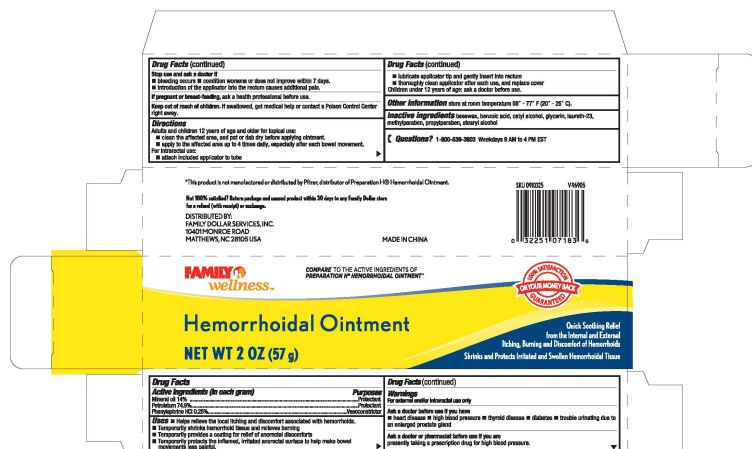 Drug Facts (continued)
Stop use and ask a doctor if
■ bleeding occurs ■ condition worsens or does not improve within 7 days.
■ introduction of the applicator into the rectum causes additional pain.
If pregnant or breast-feeding, ask a health professional before use.
Keep out of reach of children. If swallowed, get medical help or contact a Poison Control Center
right away.
Directions
Adults and children 12 years of age and older for topical use:
■ clean the affected area, and pat or dab dry before applying ointment.
■ apply to the affected area up to 4 times daily, especially after each bowel movement.
For intrarectal use:
■ attach included applicator to tube
Drug Facts (continued)
■ lubricate applicator tip and gently insert into rectum
■ thoroughly clean applicator after each use, and replace cover
Children under 12 years of age: ask a doctor before use.
Other information store at room temperature 68° - 77° F (20° - 25° C).
Inactive ingredients beeswax, benzoic acid, cetyl alcohol, glycerin, laureth-23,
methylparaben, propylparaben, stearyl alcohol
Questions? 1-800-639-3803 Weekdays 9 AM to 4 PM EST
*This product is not manufactured or distributed by Pfizer, distributor of Preparation H® Hemorrhoidal Ointment.
Not 100% satisfied? Return package and unused product within 30 days to any Family Dollar store
for a refund (with receipt) or exchange.
DISTRIBUTED BY:
FAMILY DOLLAR SERVICES, INC.
10401 MONROE ROAD
MATTHEWS, NC 28105 USA
MADE IN CHINA
SKU 0910325 V46905
0 32251 07183 6
FAMILY
wellness™
COMPARE TO THE ACTIVE INGREDIENTS OF
PREPARATION H® HEMORRHOIDAL OINTMENT*
100% SATISFACTION
OR YOUR MONEY BACK
GUARANTEED
Hemorrhoidal Ointment
NET WT 2 OZ (57 g)
Quick Soothing Relief
from the Internal and External
Itching, Burning and Discomfort of Hemorrhoids
Shrinks and Protects Irritated and Swollen Hemorrhoidal Tissue
Drug Facts
Active ingredients (in each gram) Purposes
Mineral oil 14% Protectant
Petrolatum 74.9% Protectant
Phenylephrine HCl 0.25% Vasoconstrictor
Uses ■ Helps relieve the local itching and discomfort associated with hemorrhoids.
■ Temporarily shrinks hemorrhoid tissue and relieves burning
■ Temporarily provides a coating for relief of anorectal discomforts
■ Temporarily protects the inflamed, irritated anorectal surface to help make bowel
movements less painful.
Drug Facts (continued)
Warnings
For external and/or intrarectal use only
Ask a doctor before use if you have
■ heart disease ■ high blood pressure ■ thyroid disease ■ diabetes ■ trouble urinating due to
an enlarged prostate gland
Ask a doctor or pharmacist before use if you are
presently taking a prescription drug for high blood pressure.